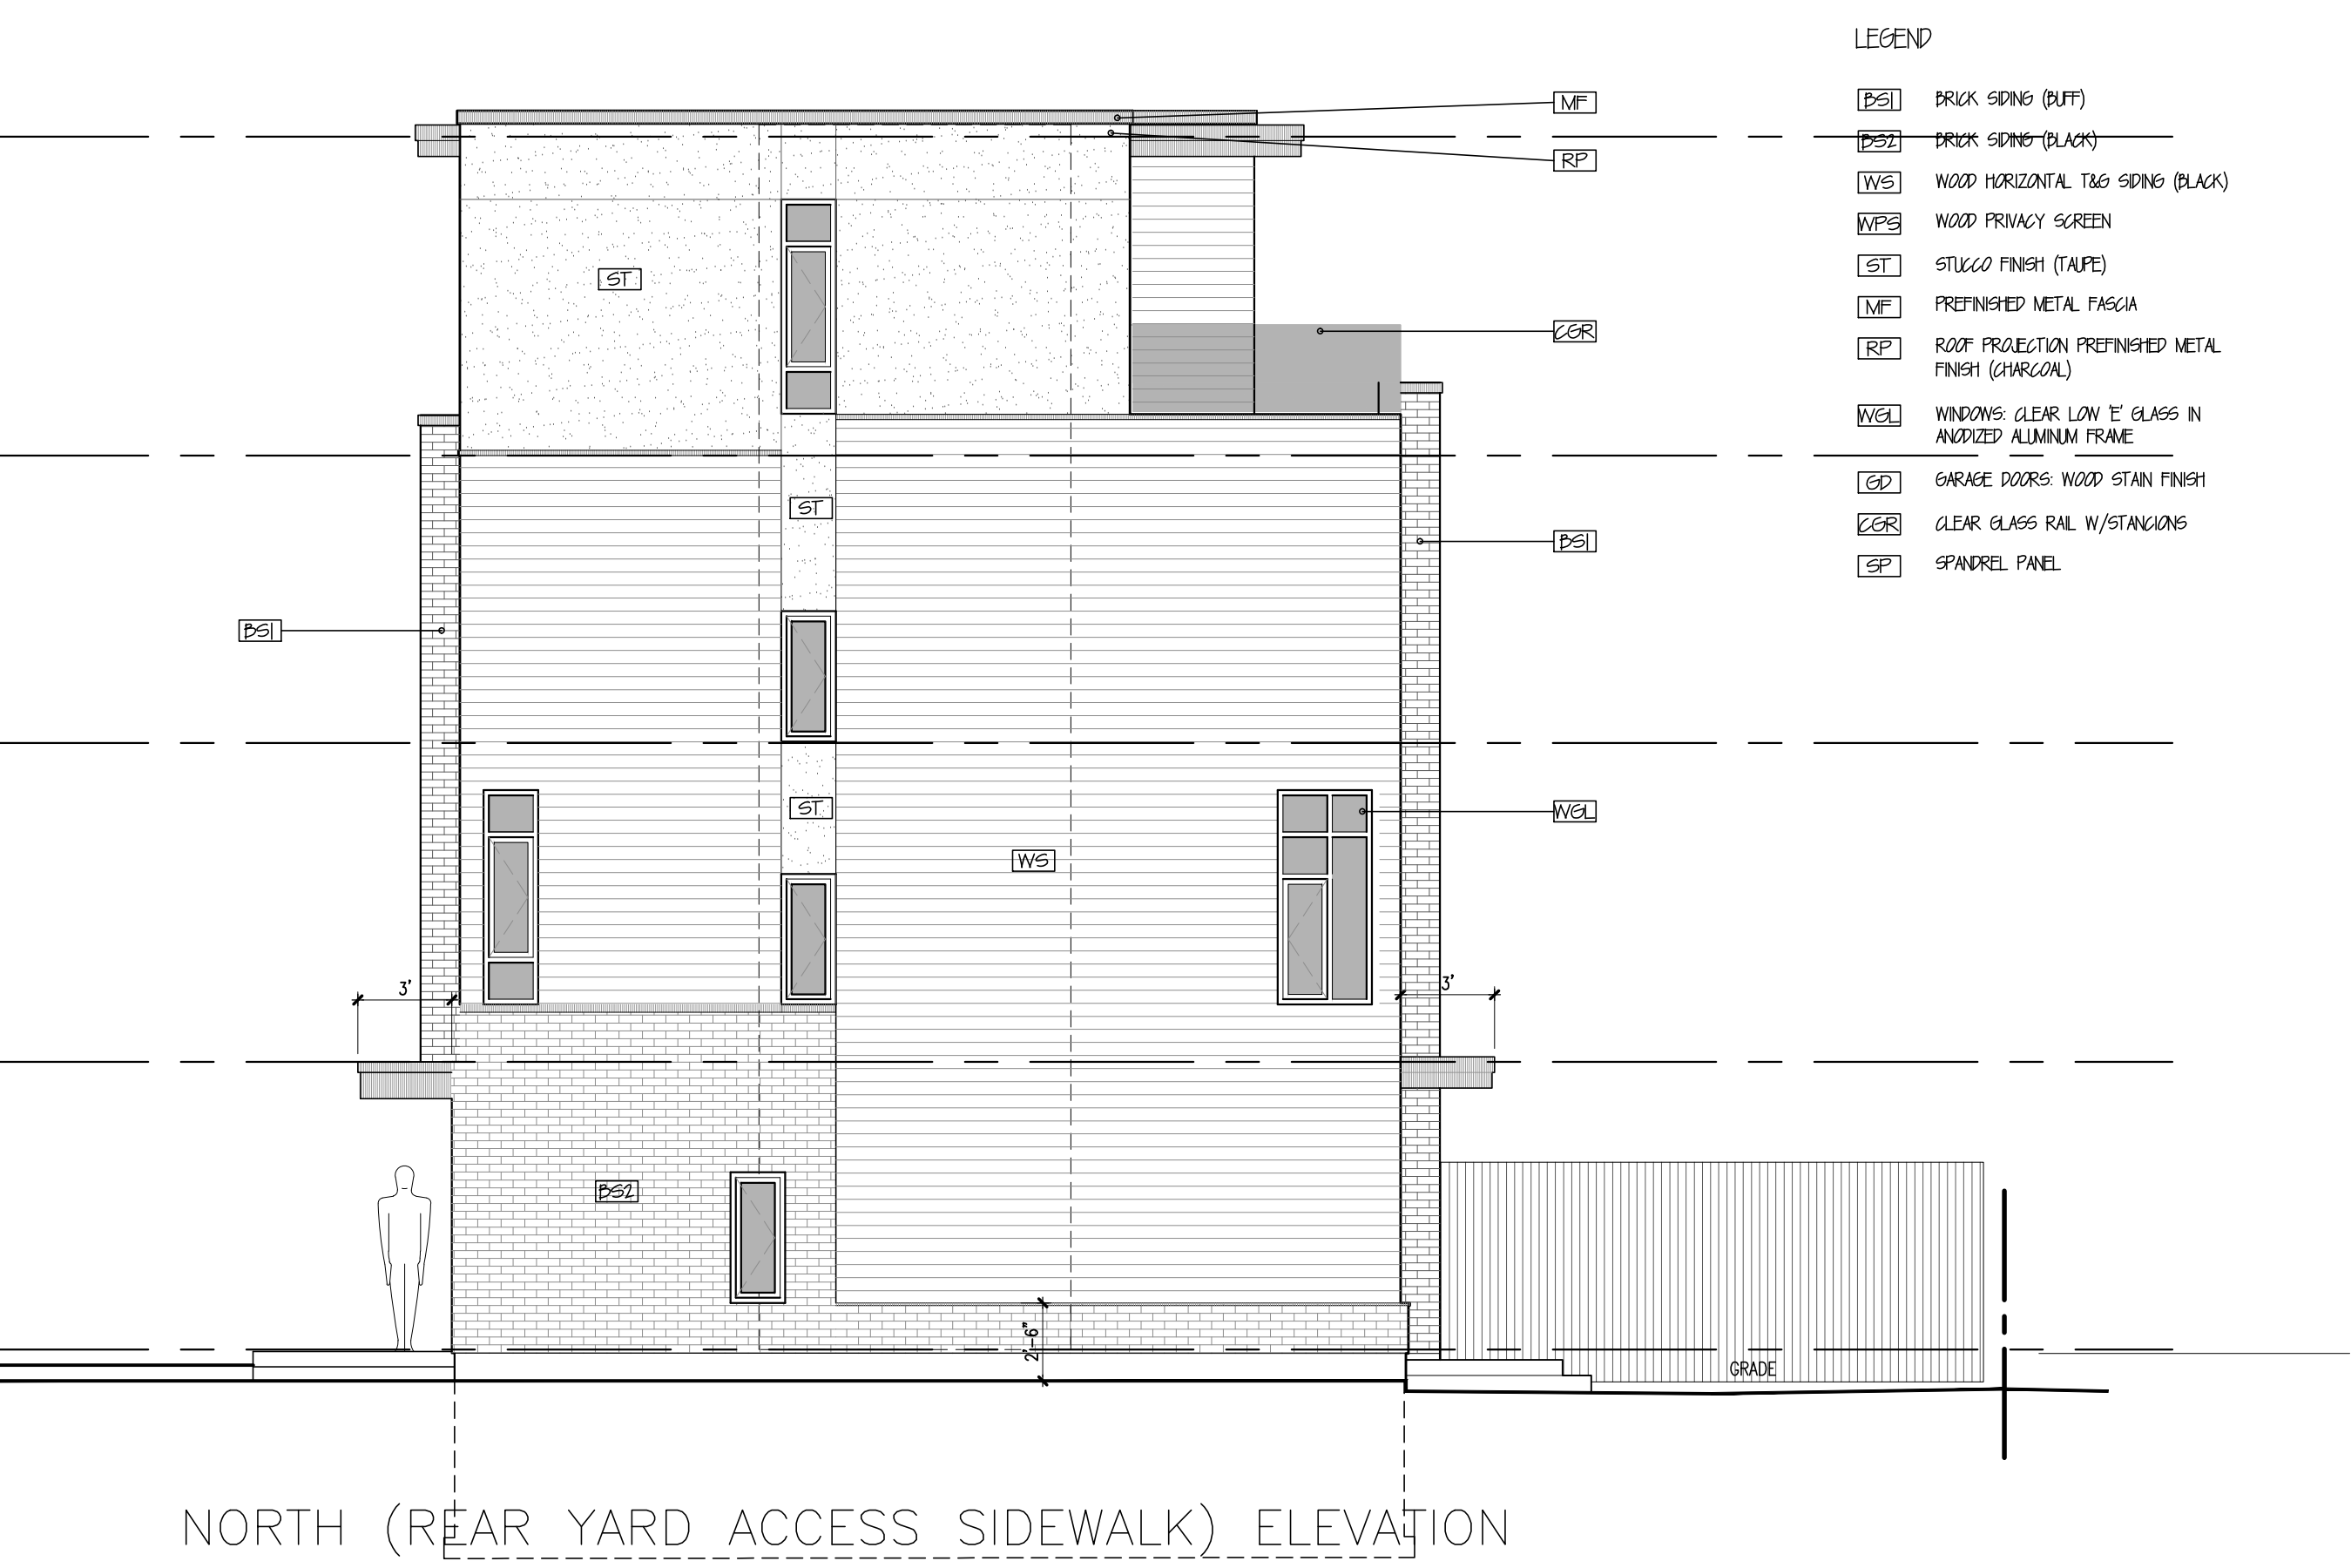 LEGEND
BS1 BRICK SIDING (BUFF)
BS2 BRICK SIDING (BLACK)
WS WOOD HORIZONTAL T&G SIDING (BLACK)
WPS WOOD PRIVACY SCREEN
ST STUCCO FINISH (TAUPE)
MF PREFINISHED METAL FASCIA
RP ROOF PROJECTION PREFINISHED METAL
FINISH (CHARCOAL)
WGL WINDOWS: CLEAR LOW 'E' GLASS IN
ANODIZED ALUMINUM FRAME
GD GARAGE DOORS: WOOD STAIN FINISH
CGR CLEAR GLASS RAIL W/STANCIONS
SP SPANDREL PANEL
MF
RP
ST
CGR
ST
BS1
BS1
ST
WGL
WS
3'
3'
BS2
2'-6"
GRADE
NORTH (REAR YARD ACCESS SIDEWALK) ELEVATION